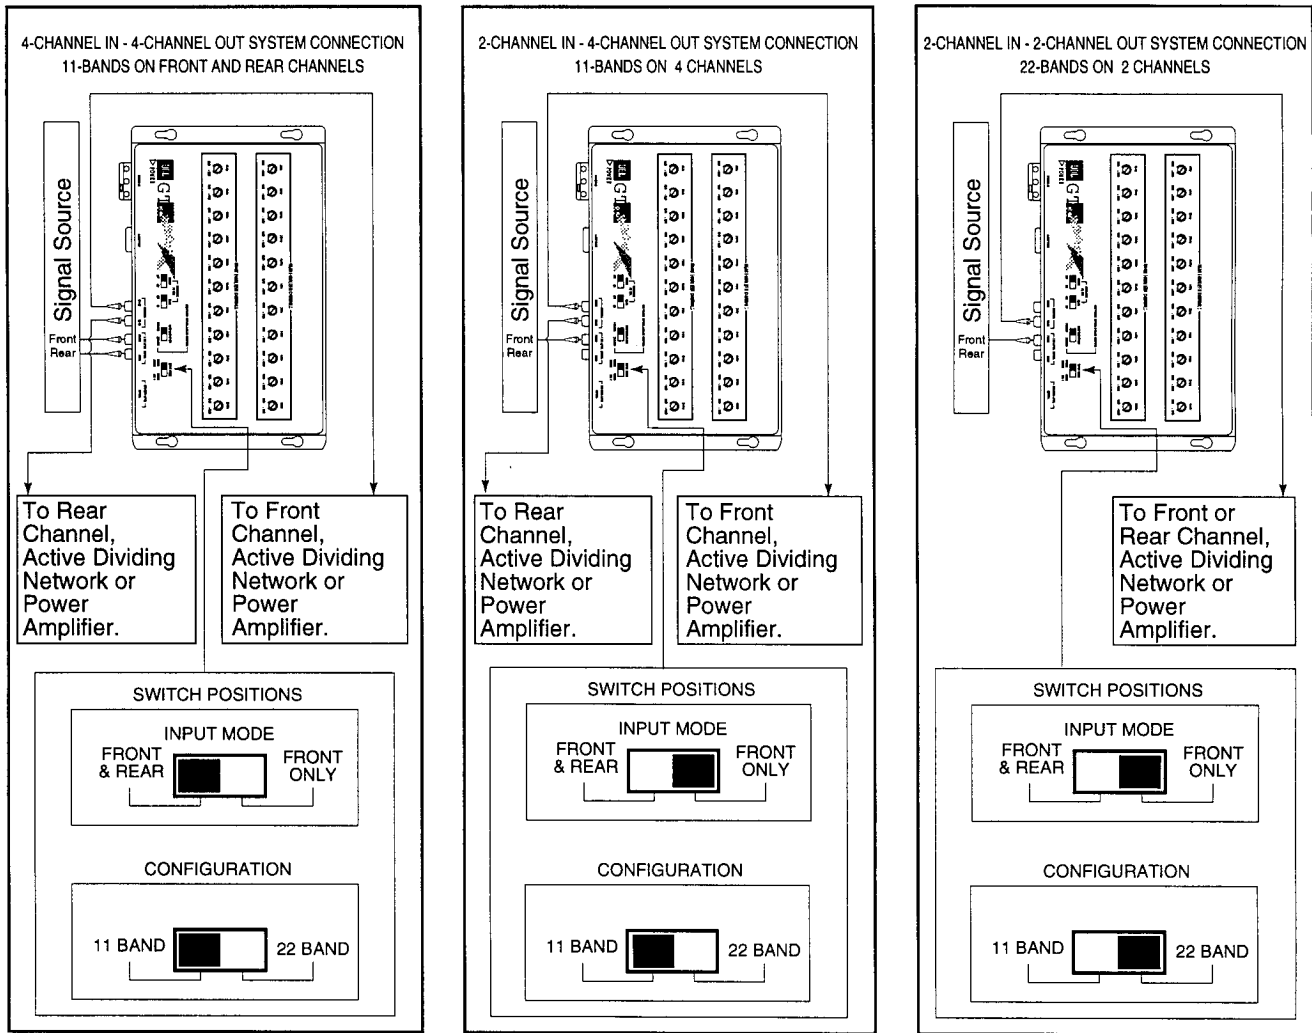 4-CHANNEL IN - 4-CHANNEL OUT SYSTEM CONNECTION
11-BANDS ON FRONT AND REAR CHANNELS
Signal Source
Front
Rear
To Rear
Channel,
Active Dividing
Network or
Power
Amplifier.
To Front
Channel,
Active Dividing
Network or
Power
Amplifier.
SWITCH POSITIONS
INPUT MODE
FRONT
& REAR
FRONT
ONLY
CONFIGURATION
11 BAND
22 BAND
2-CHANNEL IN - 4-CHANNEL OUT SYSTEM CONNECTION
11-BANDS ON 4 CHANNELS
Signal Source
Front
Rear
To Rear
Channel,
Active Dividing
Network or
Power
Amplifier.
To Front
Channel,
Active Dividing
Network or
Power
Amplifier.
SWITCH POSITIONS
INPUT MODE
FRONT
& REAR
FRONT
ONLY
CONFIGURATION
11 BAND
22 BAND
2-CHANNEL IN - 2-CHANNEL OUT SYSTEM CONNECTION
22-BANDS ON 2 CHANNELS
Signal Source
Front
Rear
To Front or
Rear Channel,
Active Dividing
Network or
Power
Amplifier.
SWITCH POSITIONS
INPUT MODE
FRONT
& REAR
FRONT
ONLY
CONFIGURATION
11 BAND
22 BAND